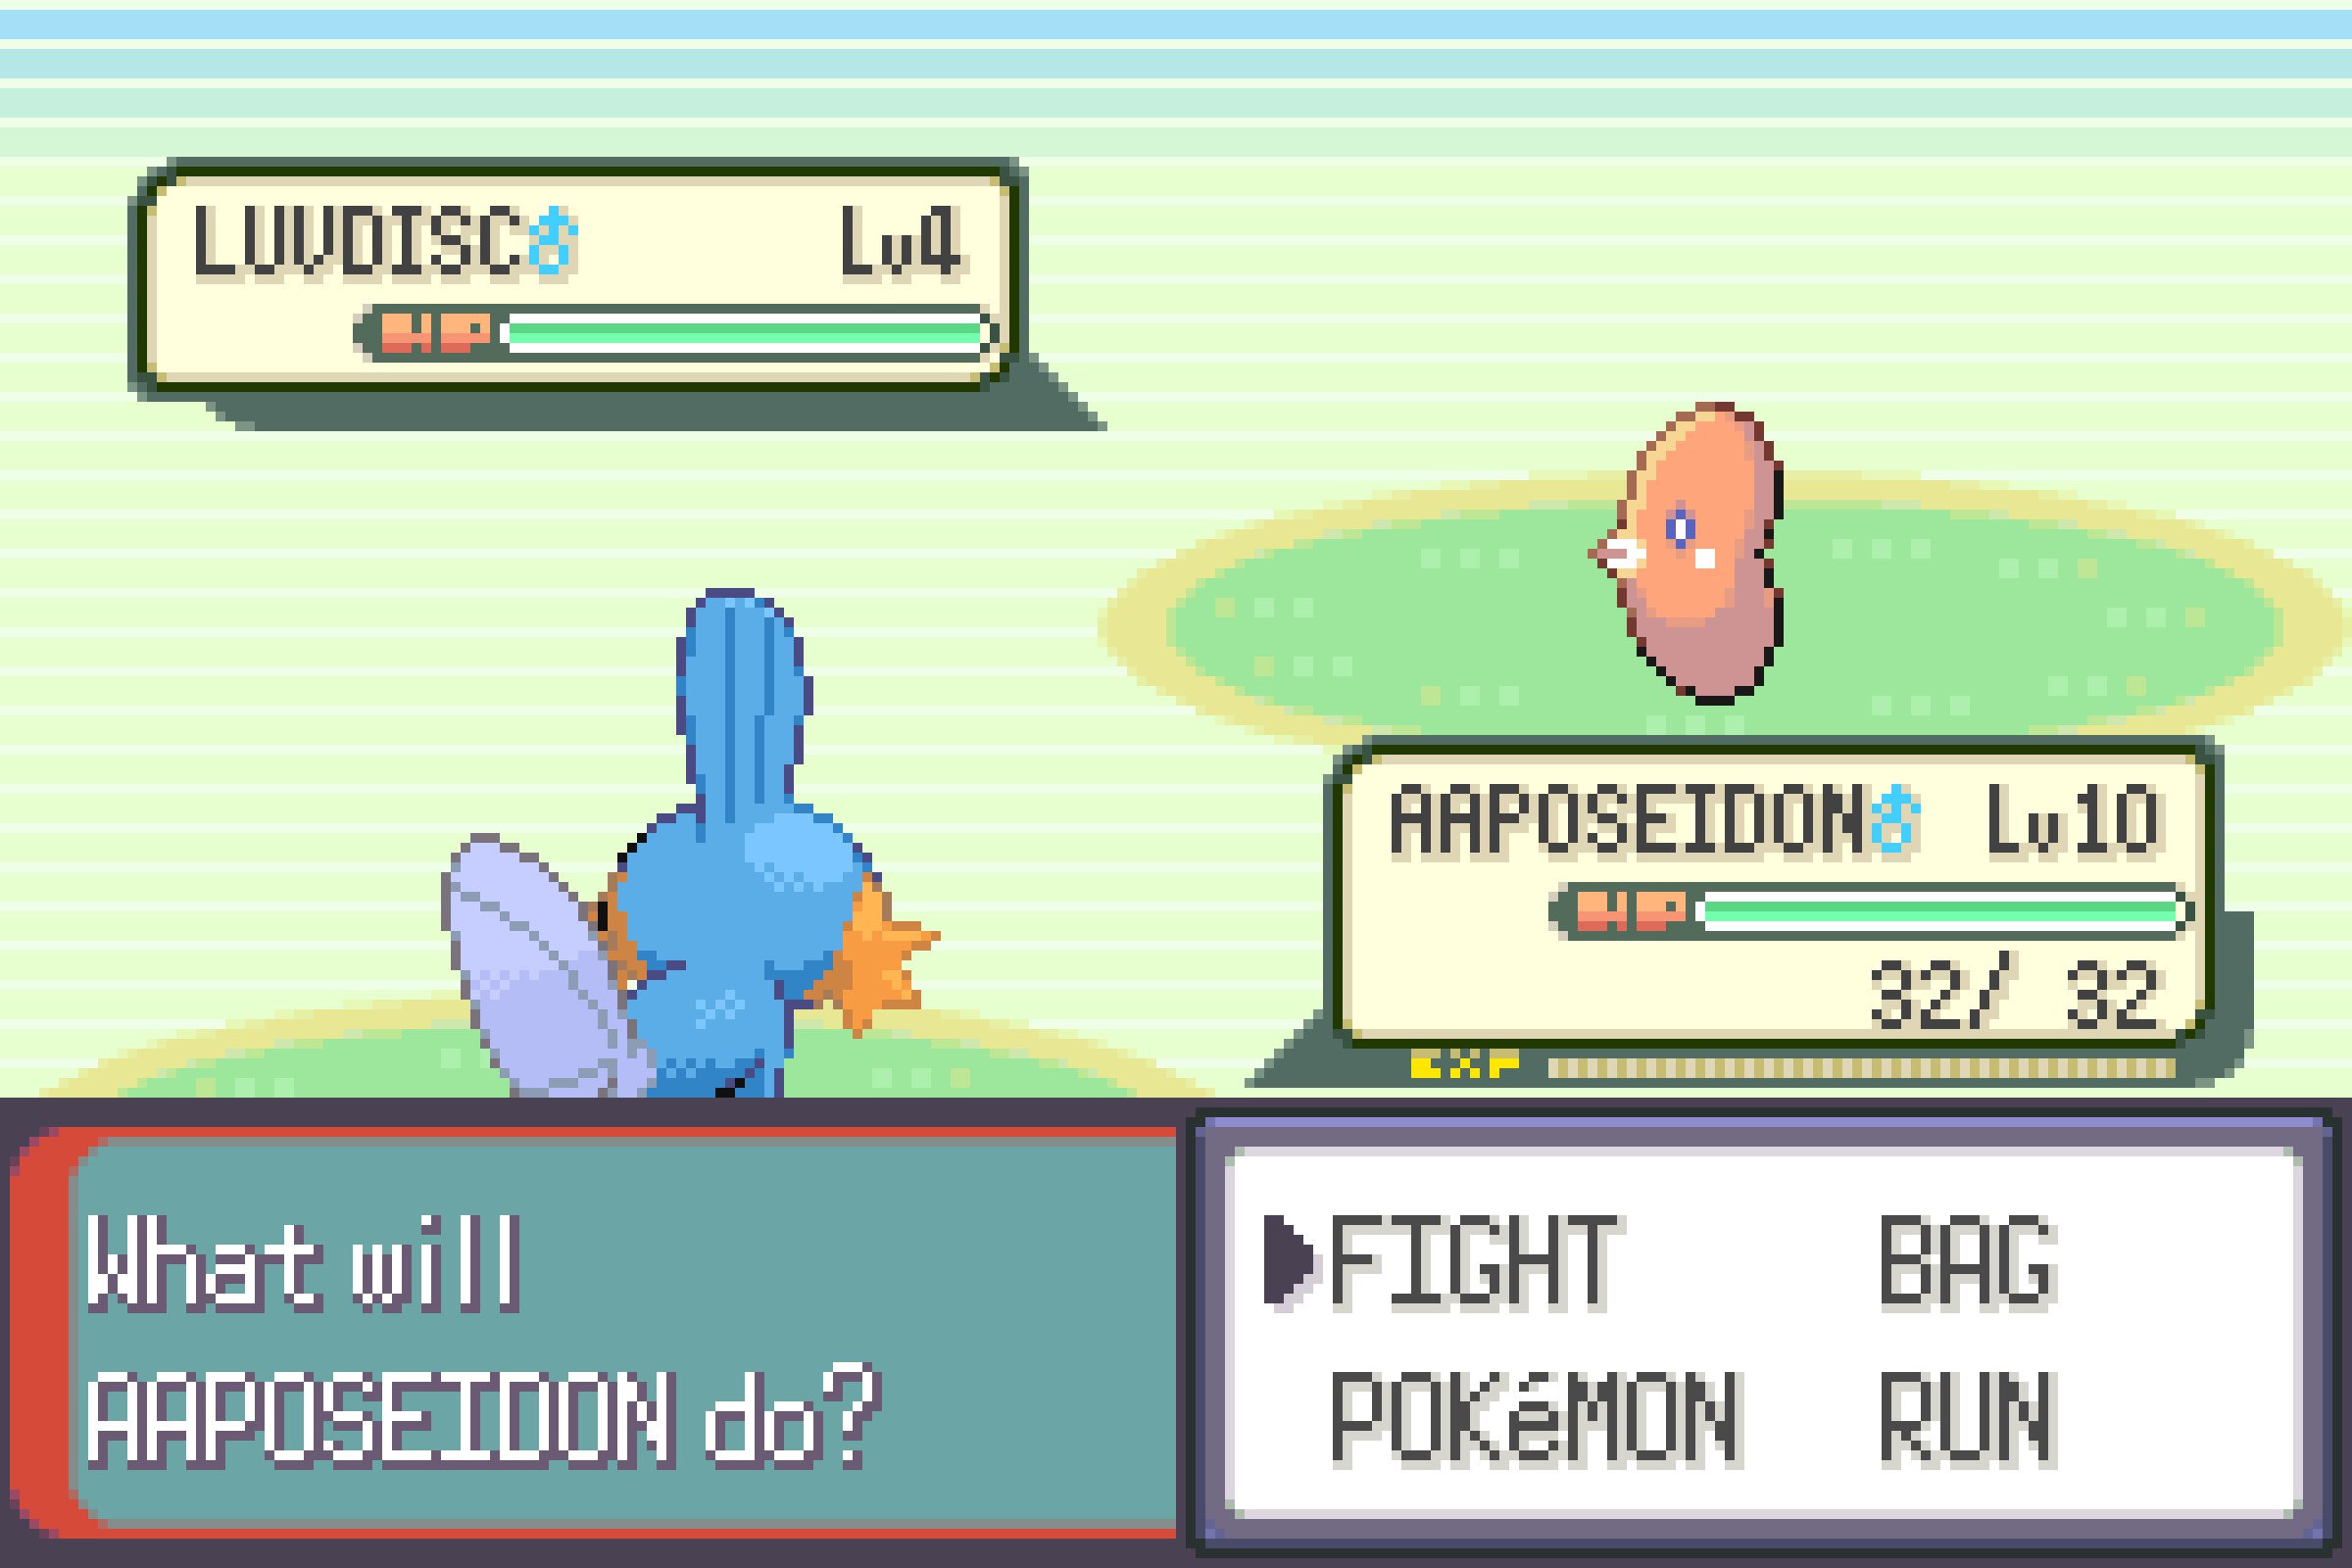 LUVDISC♂ Lv4
HP
AAPOSEIDON♂ Lv10
HP
32/ 32
EXP
What will
AAPOSEIDON do?
FIGHT BAG
POKéMON RUN